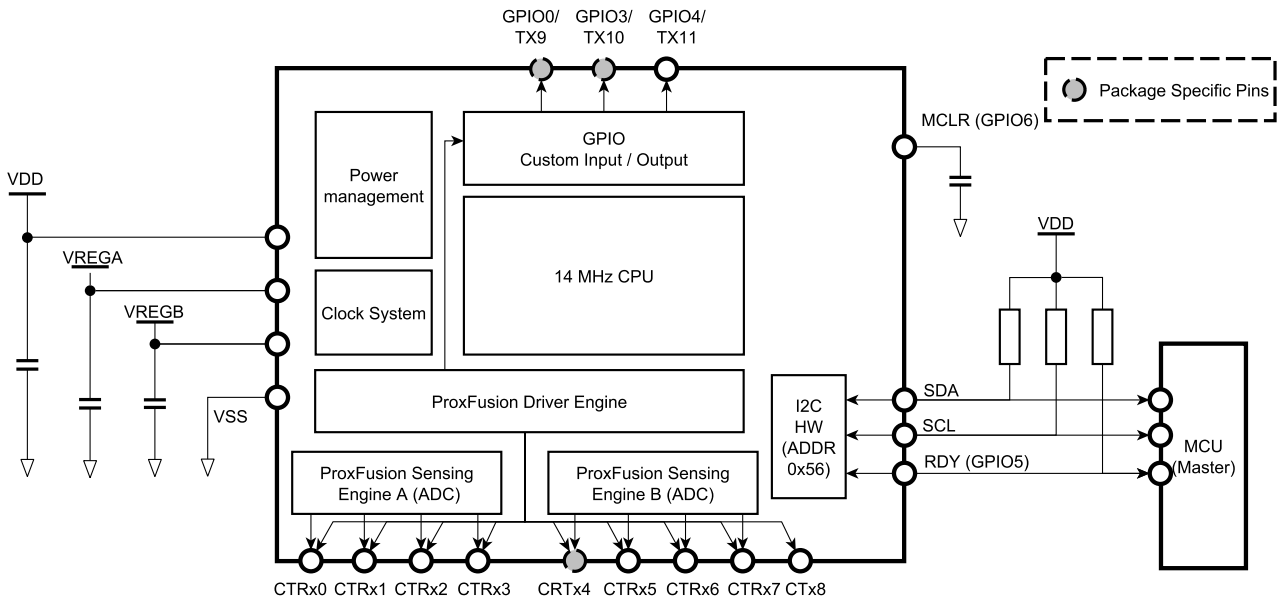 GPIO0/
TX9
GPIO3/
TX10
GPIO4/
TX11
Package Specific Pins
MCLR (GPIO6)
GPIO
Custom Input / Output
Power
management
VDD
VREGA
VREGB
VSS
14 MHz CPU
Clock System
VDD
ProxFusion Driver Engine
I2C
HW
(ADDR
0x56)
SDA
SCL
RDY (GPIO5)
MCU
(Master)
ProxFusion Sensing
Engine A (ADC)
ProxFusion Sensing
Engine B (ADC)
CTRx0
CTRx1
CTRx2
CTRx3
CRTx4
CTRx5
CTRx6
CTRx7
CTx8